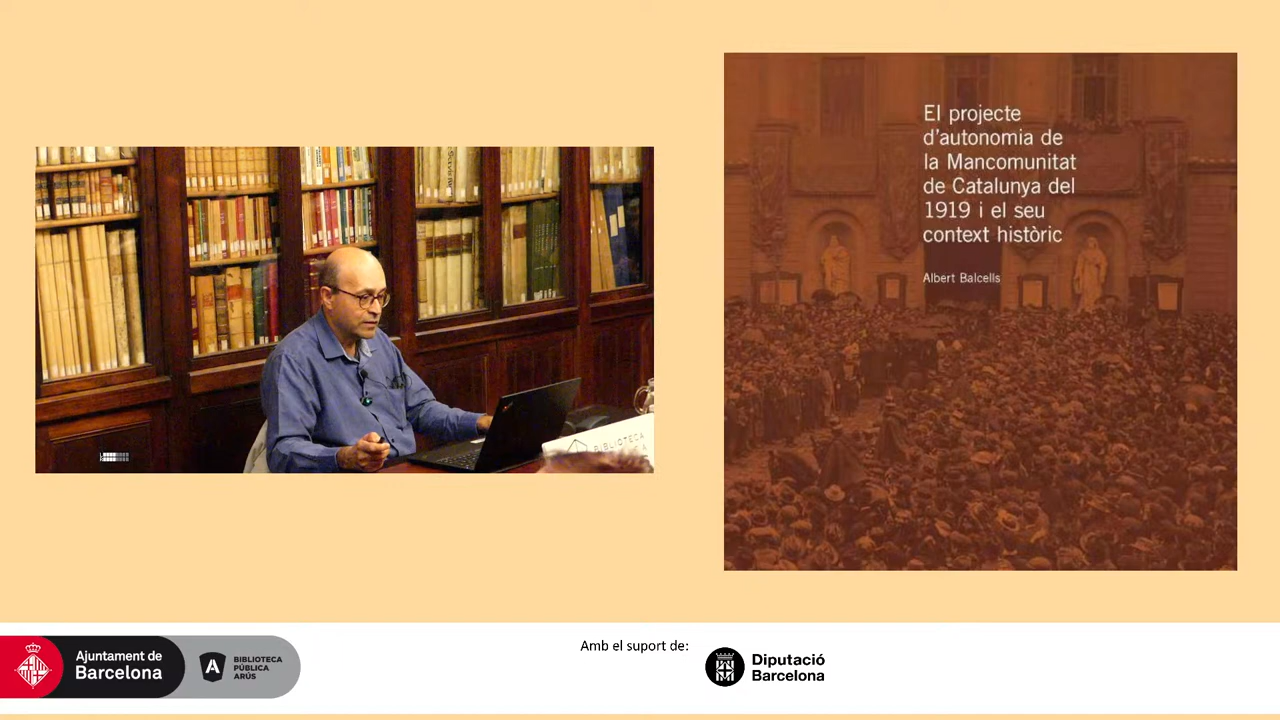 El projecte
d'autonomia de
la Mancomunitat
de Catalunya del
1919 i el seu
context històric
Albert Balcells
BIBLIOTECA
Amb el suport de:
Ajuntament de
Barcelona
A
BIBLIOTECA
PÚBLICA
ARÚS
Diputació
Barcelona